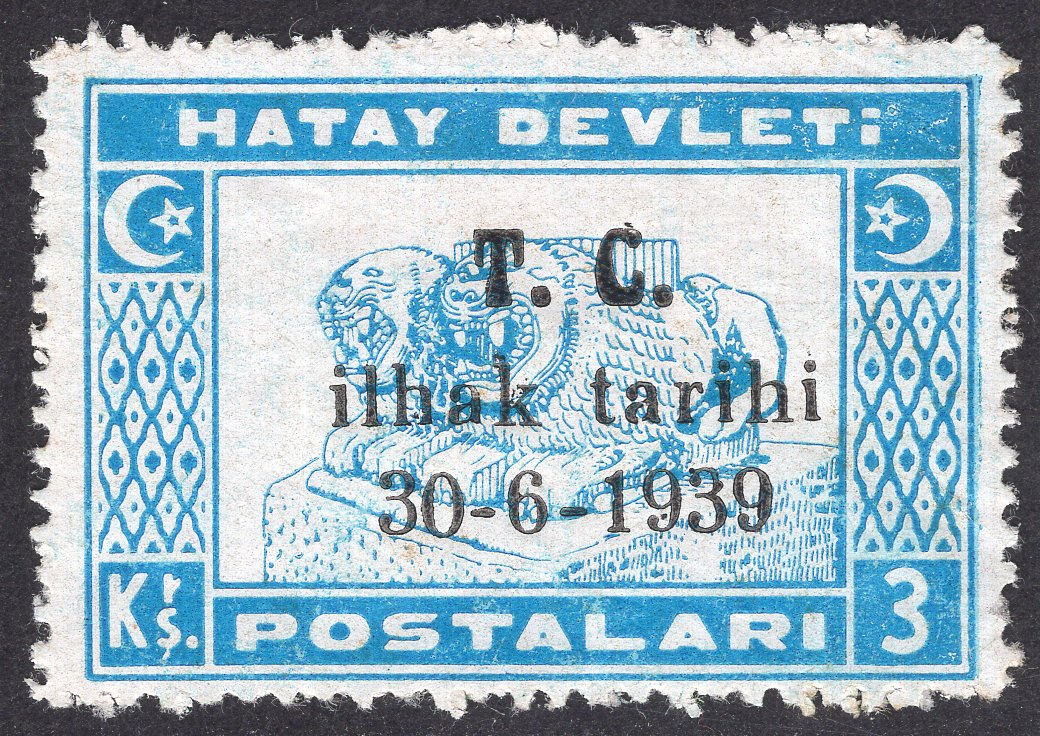 HATAY DEVLETi
T. C.
ilhak tarihi
30-6-1939
Krş. POSTALARI 3